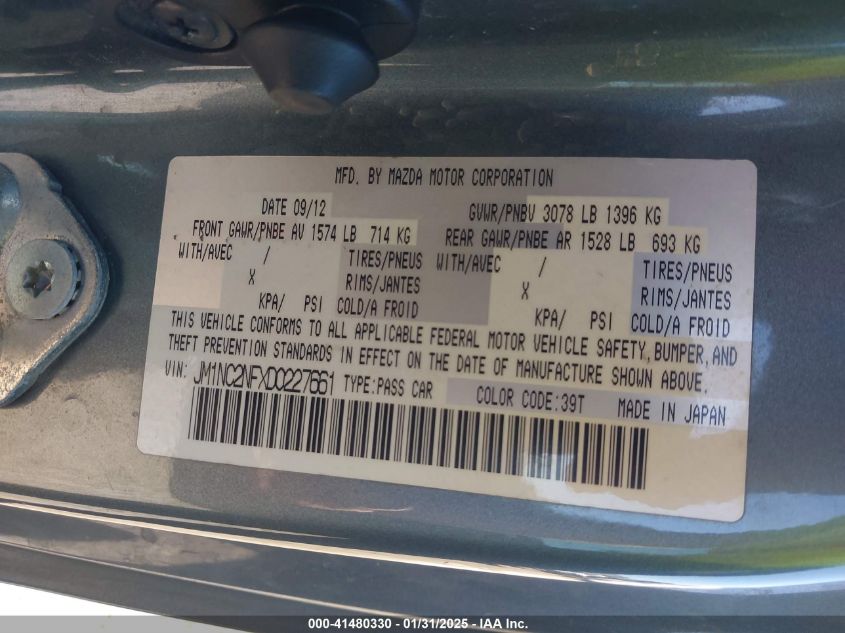 MFD. BY MAZDA MOTOR CORPORATION
DATE 09/12 GVWR/PNBV 3078 LB 1396 KG
FRONT GAWR/PNBE AV 1574 LB 714 KG REAR GAWR/PNBE AR 1528 LB 693 KG
WITH/AVEC / TIRES/PNEUS WITH/AVEC / TIRES/PNEUS
X RIMS/JANTES X RIMS/JANTES
KPA/ PSI COLD/A FROID KPA/ PSI COLD/A FROID
THIS VEHICLE CONFORMS TO ALL APPLICABLE FEDERAL MOTOR VEHICLE SAFETY, BUMPER, AND
THEFT PREVENTION STANDARDS IN EFFECT ON THE DATE OF MANUFACTURE SHOWN ABOVE.
VIN: JM1NC2NFXD0227661 TYPE:PASS CAR COLOR CODE:39T MADE IN JAPAN
000-41480330 - 01/31/2025 - IAA Inc.